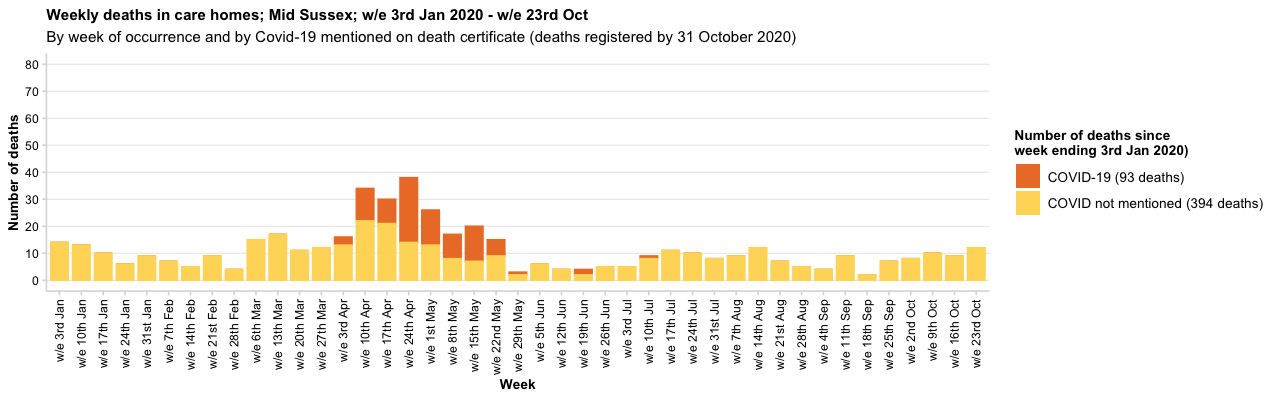 Weekly deaths in care homes; Mid Sussex; w/e 3rd Jan 2020 - w/e 23rd Oct
By week of occurrence and by Covid-19 mentioned on death certificate (deaths registered by 31 October 2020)
Number of deaths
80
70
60
50
40
30
20
10
0
w/e 3rd Jan
w/e 10th Jan
w/e 17th Jan
w/e 24th Jan
w/e 31st Jan
w/e 7th Feb
w/e 14th Feb
w/e 21st Feb
w/e 28th Feb
w/e 6th Mar
w/e 13th Mar
w/e 20th Mar
w/e 27th Mar
w/e 3rd Apr
w/e 10th Apr
w/e 17th Apr
w/e 24th Apr
w/e 1st May
w/e 8th May
w/e 15th May
w/e 22nd May
w/e 29th May
w/e 5th Jun
w/e 12th Jun
w/e 19th Jun
w/e 26th Jun
w/e 3rd Jul
w/e 10th Jul
w/e 17th Jul
w/e 24th Jul
w/e 31st Jul
w/e 7th Aug
w/e 14th Aug
w/e 21st Aug
w/e 28th Aug
w/e 4th Sep
w/e 11th Sep
w/e 18th Sep
w/e 25th Sep
w/e 2nd Oct
w/e 9th Oct
w/e 16th Oct
w/e 23rd Oct
Week
Number of deaths since
week ending 3rd Jan 2020)
COVID-19 (93 deaths)
COVID not mentioned (394 deaths)